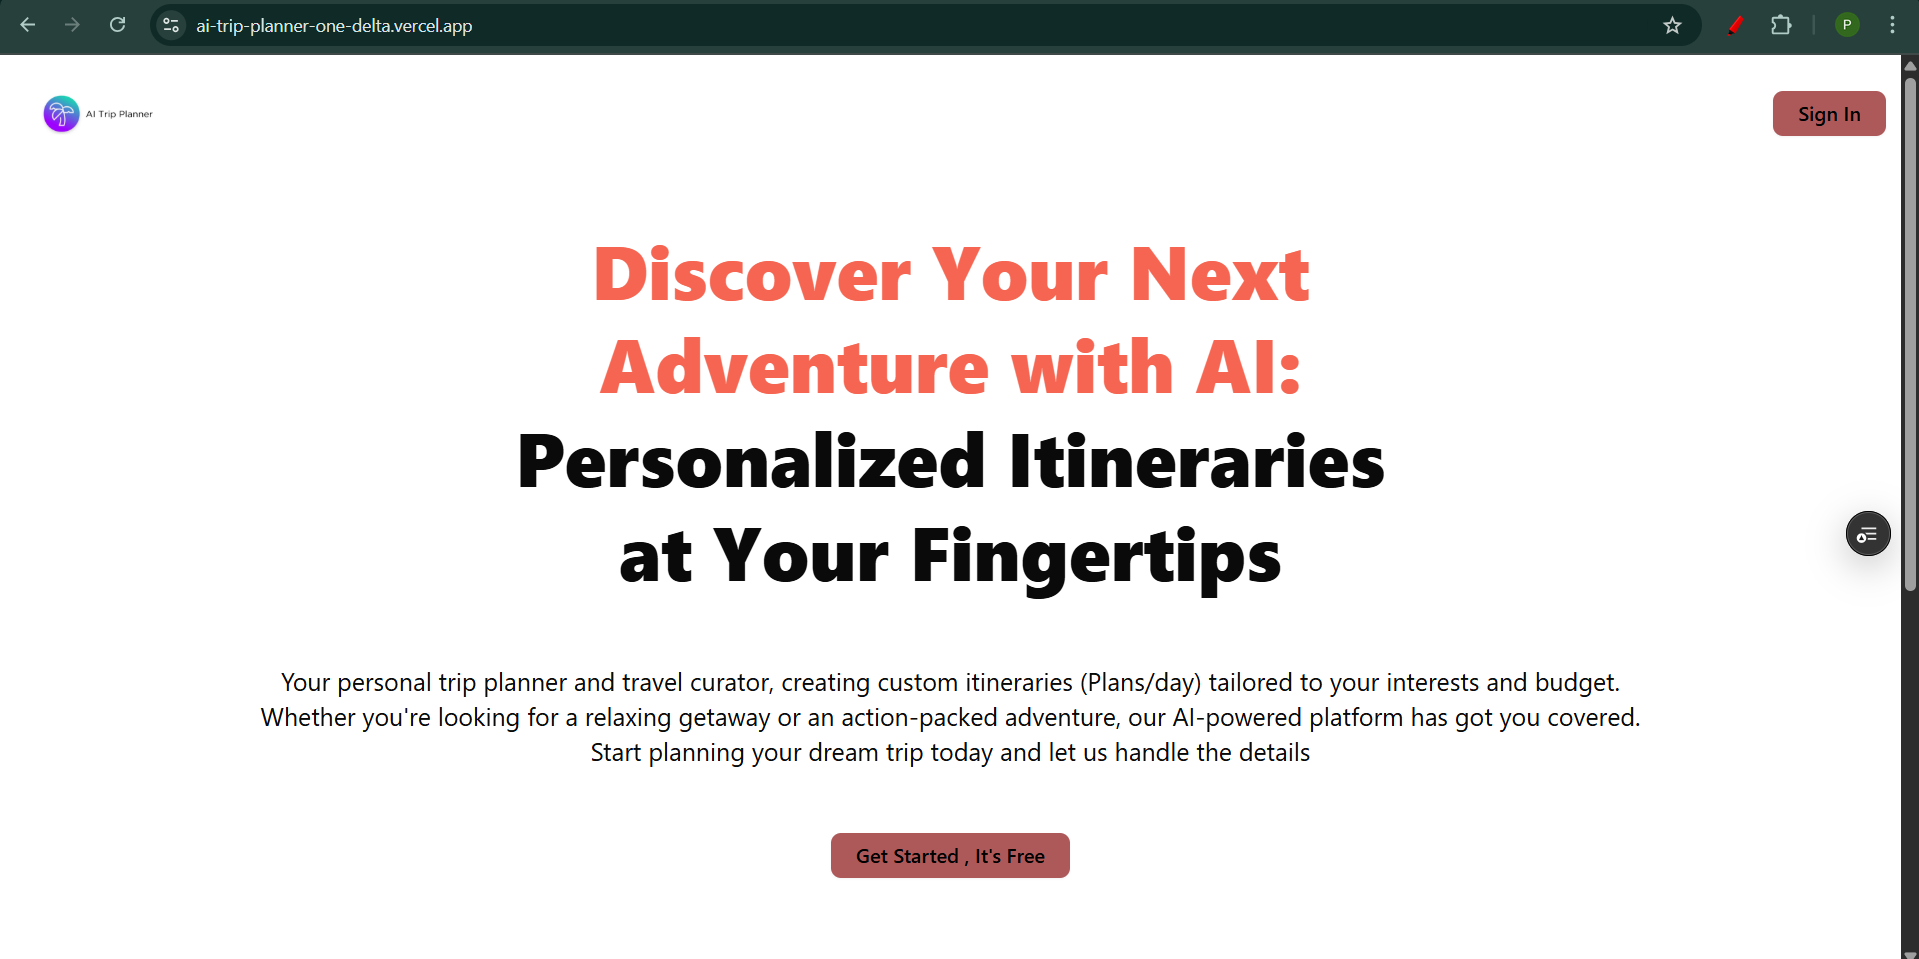 ai-trip-planner-one-delta.vercel.app
P
AI Trip Planner
Sign In
Discover Your Next
Adventure with AI:
Personalized Itineraries
at Your Fingertips
Your personal trip planner and travel curator, creating custom itineraries (Plans/day) tailored to your interests and budget.
Whether you're looking for a relaxing getaway or an action-packed adventure, our AI-powered platform has got you covered.
Start planning your dream trip today and let us handle the details
Get Started , It's Free